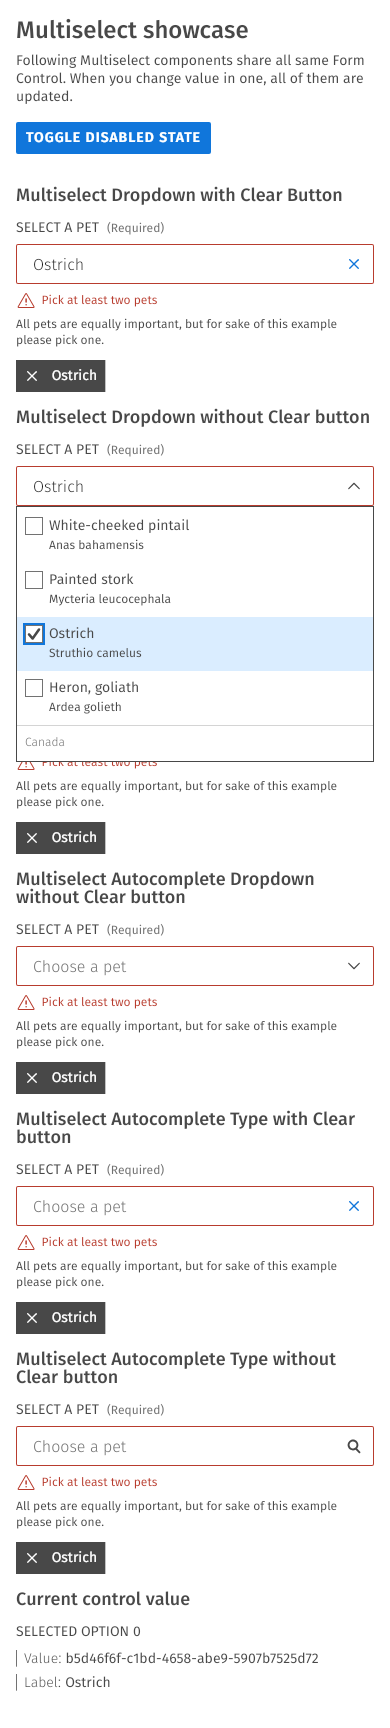 Multiselect showcase
Following Multiselect components share all same Form
Control. When you change value in one, all of them are
updated.
TOGGLE DISABLED STATE
Multiselect Dropdown with Clear Button
SELECT A PET (Required)
Ostrich
Pick at least two pets
All pets are equally important, but for sake of this example
please pick one.
Ostrich
Multiselect Dropdown without Clear button
SELECT A PET (Required)
Ostrich
White-cheeked pintail
Anas bahamensis
Painted stork
Mycteria leucocephala
Ostrich
Struthio camelus
Heron, goliath
Ardea golieth
Canada
Pick at least two pets
All pets are equally important, but for sake of this example
please pick one.
Ostrich
Multiselect Autocomplete Dropdown
without Clear button
SELECT A PET (Required)
Choose a pet
Pick at least two pets
All pets are equally important, but for sake of this example
please pick one.
Ostrich
Multiselect Autocomplete Type with Clear
button
SELECT A PET (Required)
Choose a pet
Pick at least two pets
All pets are equally important, but for sake of this example
please pick one.
Ostrich
Multiselect Autocomplete Type without
Clear button
SELECT A PET (Required)
Choose a pet
Pick at least two pets
All pets are equally important, but for sake of this example
please pick one.
Ostrich
Current control value
SELECTED OPTION 0
Value: b5d46f6f-c1bd-4658-abe9-5907b7525d72
Label: Ostrich